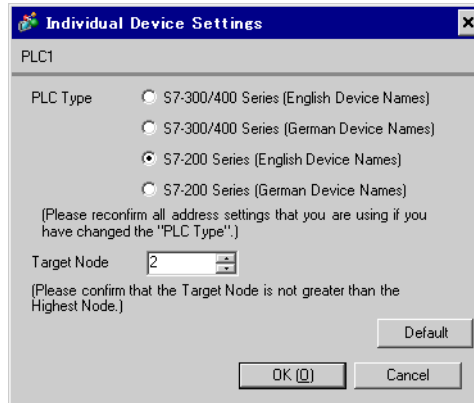 Individual Device Settings
PLC1
PLC Type
S7-300/400 Series (English Device Names)
S7-300/400 Series (German Device Names)
S7-200 Series (English Device Names)
S7-200 Series (German Device Names)
(Please reconfirm all address settings that you are using if you
have changed the "PLC Type".)
Target Node 2
(Please confirm that the Target Node is not greater than the
Highest Node.)
Default
OK (O) Cancel